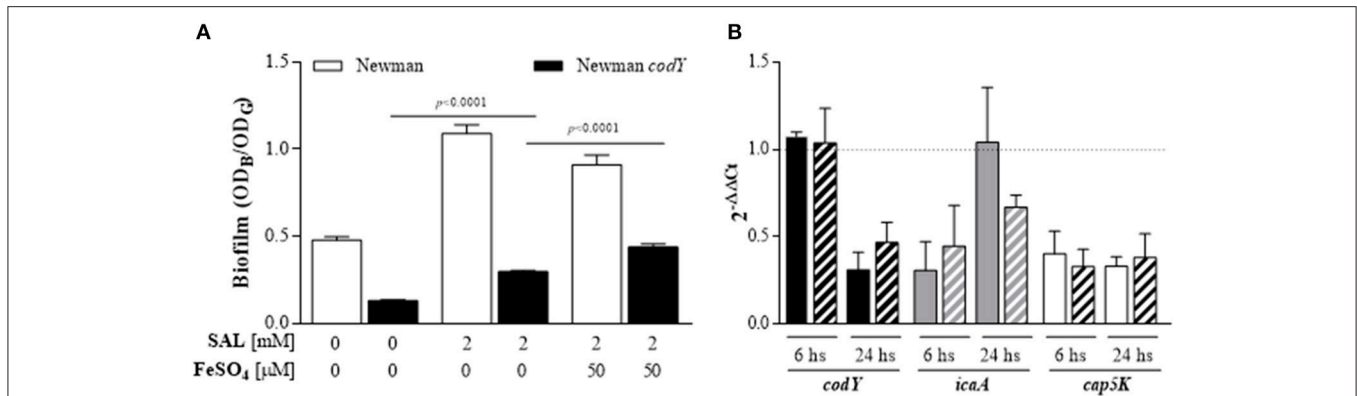 A
B
Newman
Newman codY
p<0.0001
p<0.0001
Biofilm (ODB/ODG)
1.5
1.0
0.5
0.0
SAL [mM] 0 0 2 2 2 2
FeSO4 [μM] 0 0 0 0 50 50
2-ΔΔCt
1.5
1.0
0.5
0.0
6 hs 24 hs 6 hs 24 hs 6 hs 24 hs
codY icaA cap5K